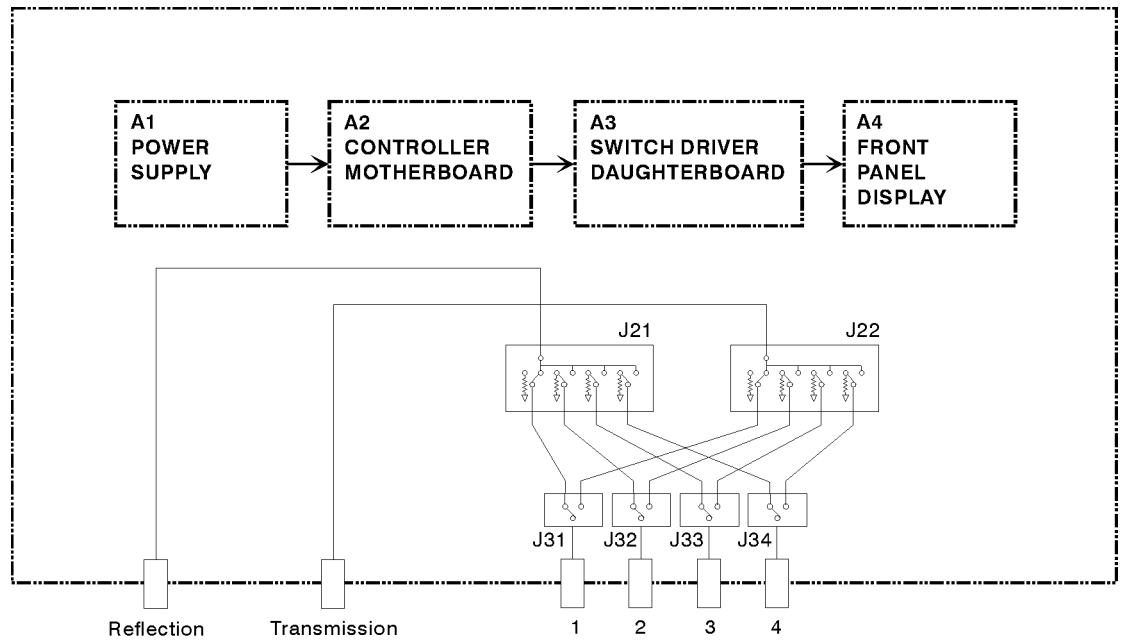 A1
POWER
SUPPLY
A2
CONTROLLER
MOTHERBOARD
A3
SWITCH DRIVER
DAUGHTERBOARD
A4
FRONT
PANEL
DISPLAY
J21
J22
J31
J32
J33
J34
Reflection
Transmission
1
2
3
4